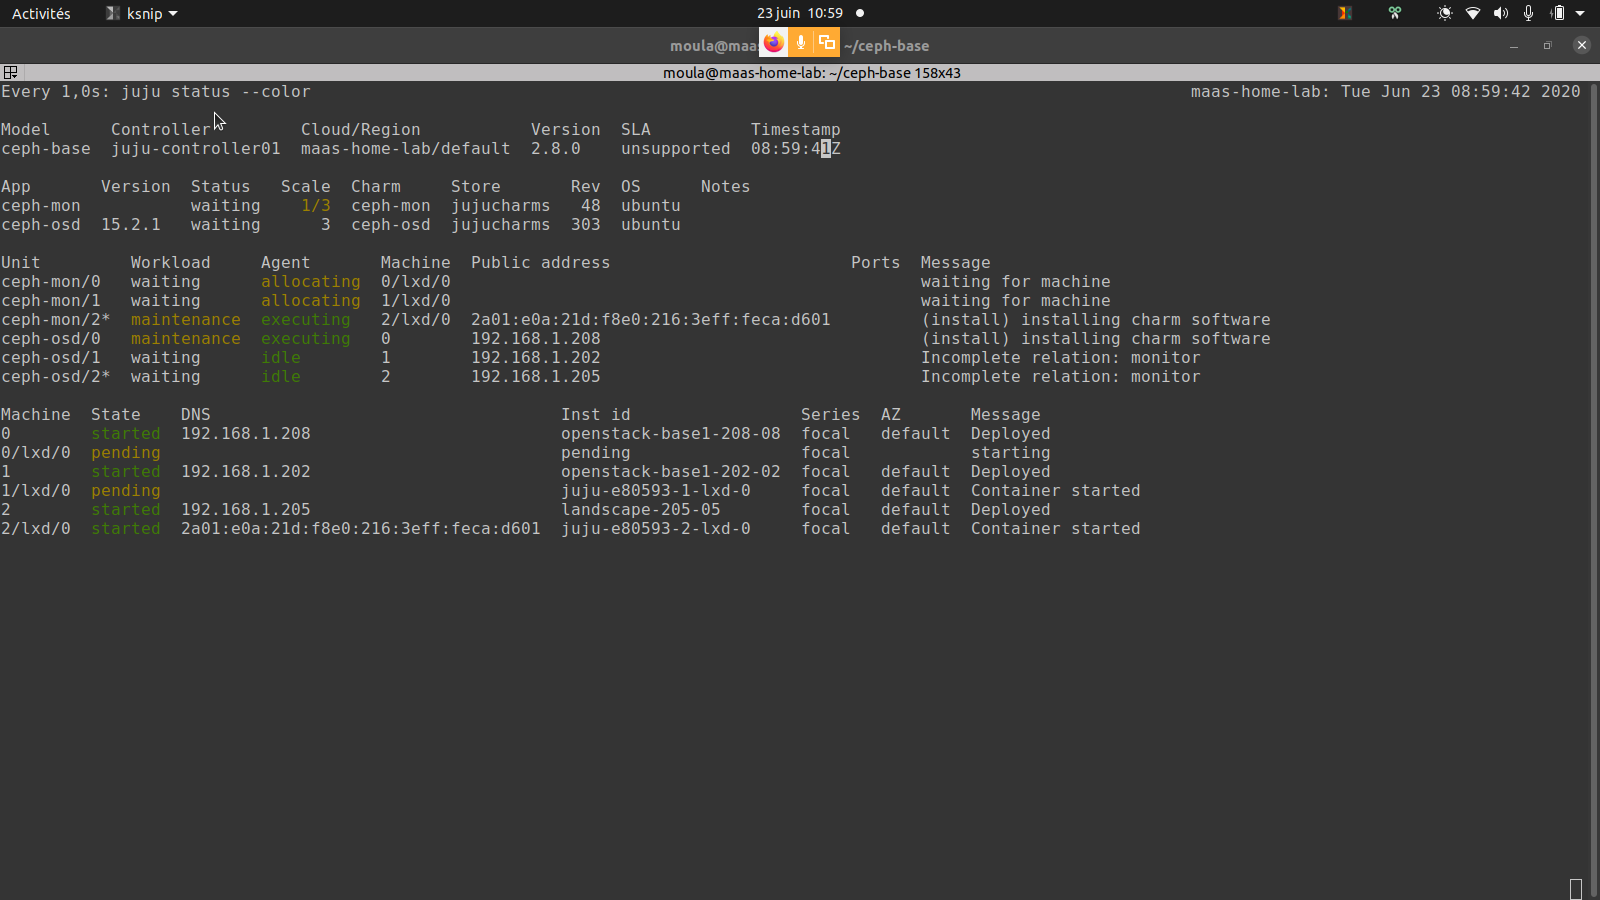 Activités ksnip 23 juin 10:59
moula@maas ~/ceph-base
moula@maas-home-lab: ~/ceph-base 158x43
Every 1,0s: juju status --color maas-home-lab: Tue Jun 23 08:59:42 2020
Model Controller Cloud/Region Version SLA Timestamp
ceph-base juju-controller01 maas-home-lab/default 2.8.0 unsupported 08:59:41Z
App Version Status Scale Charm Store Rev OS Notes
ceph-mon waiting 1/3 ceph-mon jujucharms 48 ubuntu
ceph-osd 15.2.1 waiting 3 ceph-osd jujucharms 303 ubuntu
Unit Workload Agent Machine Public address Ports Message
ceph-mon/0 waiting allocating 0/lxd/0 waiting for machine
ceph-mon/1 waiting allocating 1/lxd/0 waiting for machine
ceph-mon/2* maintenance executing 2/lxd/0 2a01:e0a:21d:f8e0:216:3eff:feca:d601 (install) installing charm software
ceph-osd/0 maintenance executing 0 192.168.1.208 (install) installing charm software
ceph-osd/1 waiting idle 1 192.168.1.202 Incomplete relation: monitor
ceph-osd/2* waiting idle 2 192.168.1.205 Incomplete relation: monitor
Machine State DNS Inst id Series AZ Message
0 started 192.168.1.208 openstack-base1-208-08 focal default Deployed
0/lxd/0 pending pending focal starting
1 started 192.168.1.202 openstack-base1-202-02 focal default Deployed
1/lxd/0 pending juju-e80593-1-lxd-0 focal default Container started
2 started 192.168.1.205 landscape-205-05 focal default Deployed
2/lxd/0 started 2a01:e0a:21d:f8e0:216:3eff:feca:d601 juju-e80593-2-lxd-0 focal default Container started